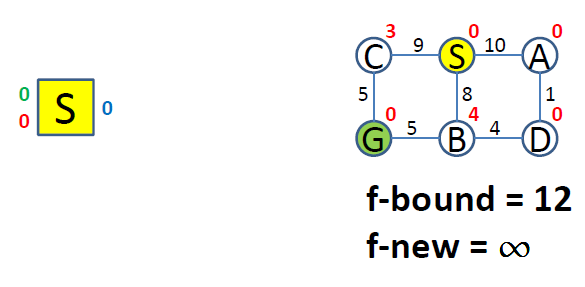 3 0 0
C 9 S 10 A
0 S 0
0
5 8 1
0 4 0
G 5 B 4 D
f-bound = 12
f-new = ∞